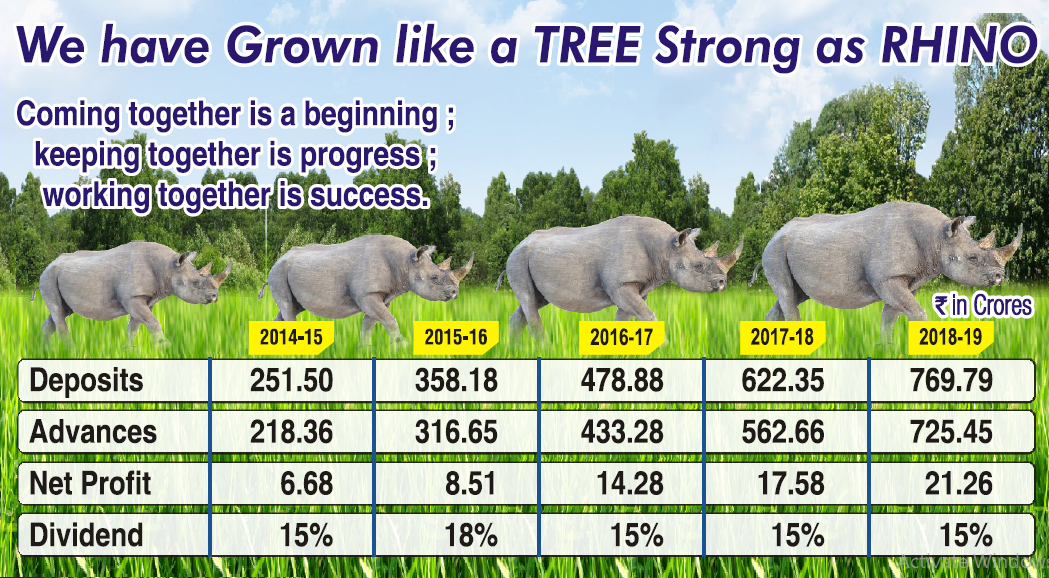 We have Grown like a TREE Strong as RHINO
Coming together is a beginning ;
keeping together is progress ;
working together is success.
₹ in Crores
2014-15 2015-16 2016-17 2017-18 2018-19
Deposits 251.50 358.18 478.88 622.35 769.79
Advances 218.36 316.65 433.28 562.66 725.45
Net Profit 6.68 8.51 14.28 17.58 21.26
Dividend 15% 18% 15% 15% 15%
Activate Windows